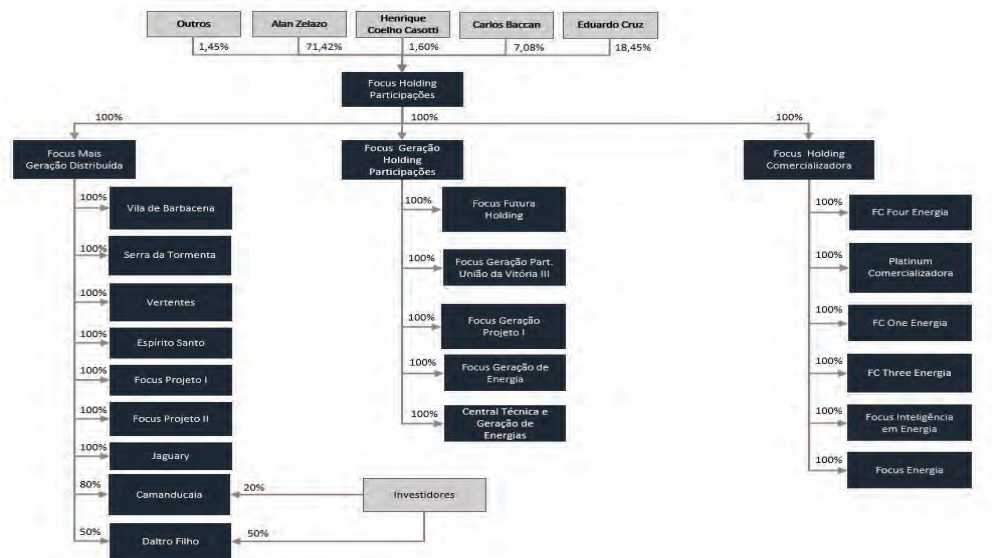 Outros
Alan Zelazo
Henrique
Coelho Casotti
Carlos Baccan
Eduardo Cruz
1,45%
71,42%
1,60%
7,08%
18,45%
Focus Holding
Participações
100%
100%
100%
Focus Mais
Geração Distribuída
Focus Geração
Holding
Participações
Focus Holding
Comercializadora
100%
Vila de Barbacena
100%
Serra da Tormenta
100%
Vertentes
100%
Espírito Santo
100%
Focus Projeto I
100%
Focus Projeto II
100%
Jaguary
80%
Camanducaia
20%
Investidores
50%
Daltro Filho
50%
100%
Focus Futura
Holding
100%
Focus Geração Part.
União da Vitória III
100%
Focus Geração
Projeto I
100%
Focus Geração de
Energia
100%
Central Técnica e
Geração de
Energias
100%
FC Four Energia
100%
Platinum
Comercializadora
100%
FC One Energia
100%
FC Three Energia
100%
Focus Inteligência
em Energia
100%
Focus Energia